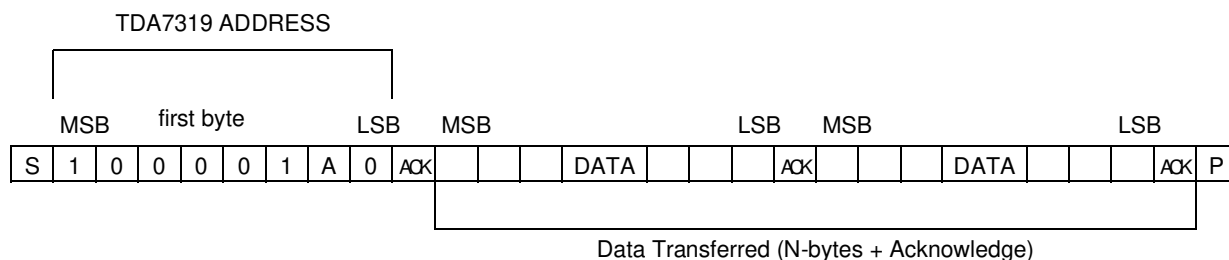 TDA7319 ADDRESS
MSB first byte LSB MSB LSB MSB LSB
S 1 0 0 0 0 1 A 0 ACK DATA ACK DATA ACK P
Data Transferred (N-bytes + Acknowledge)